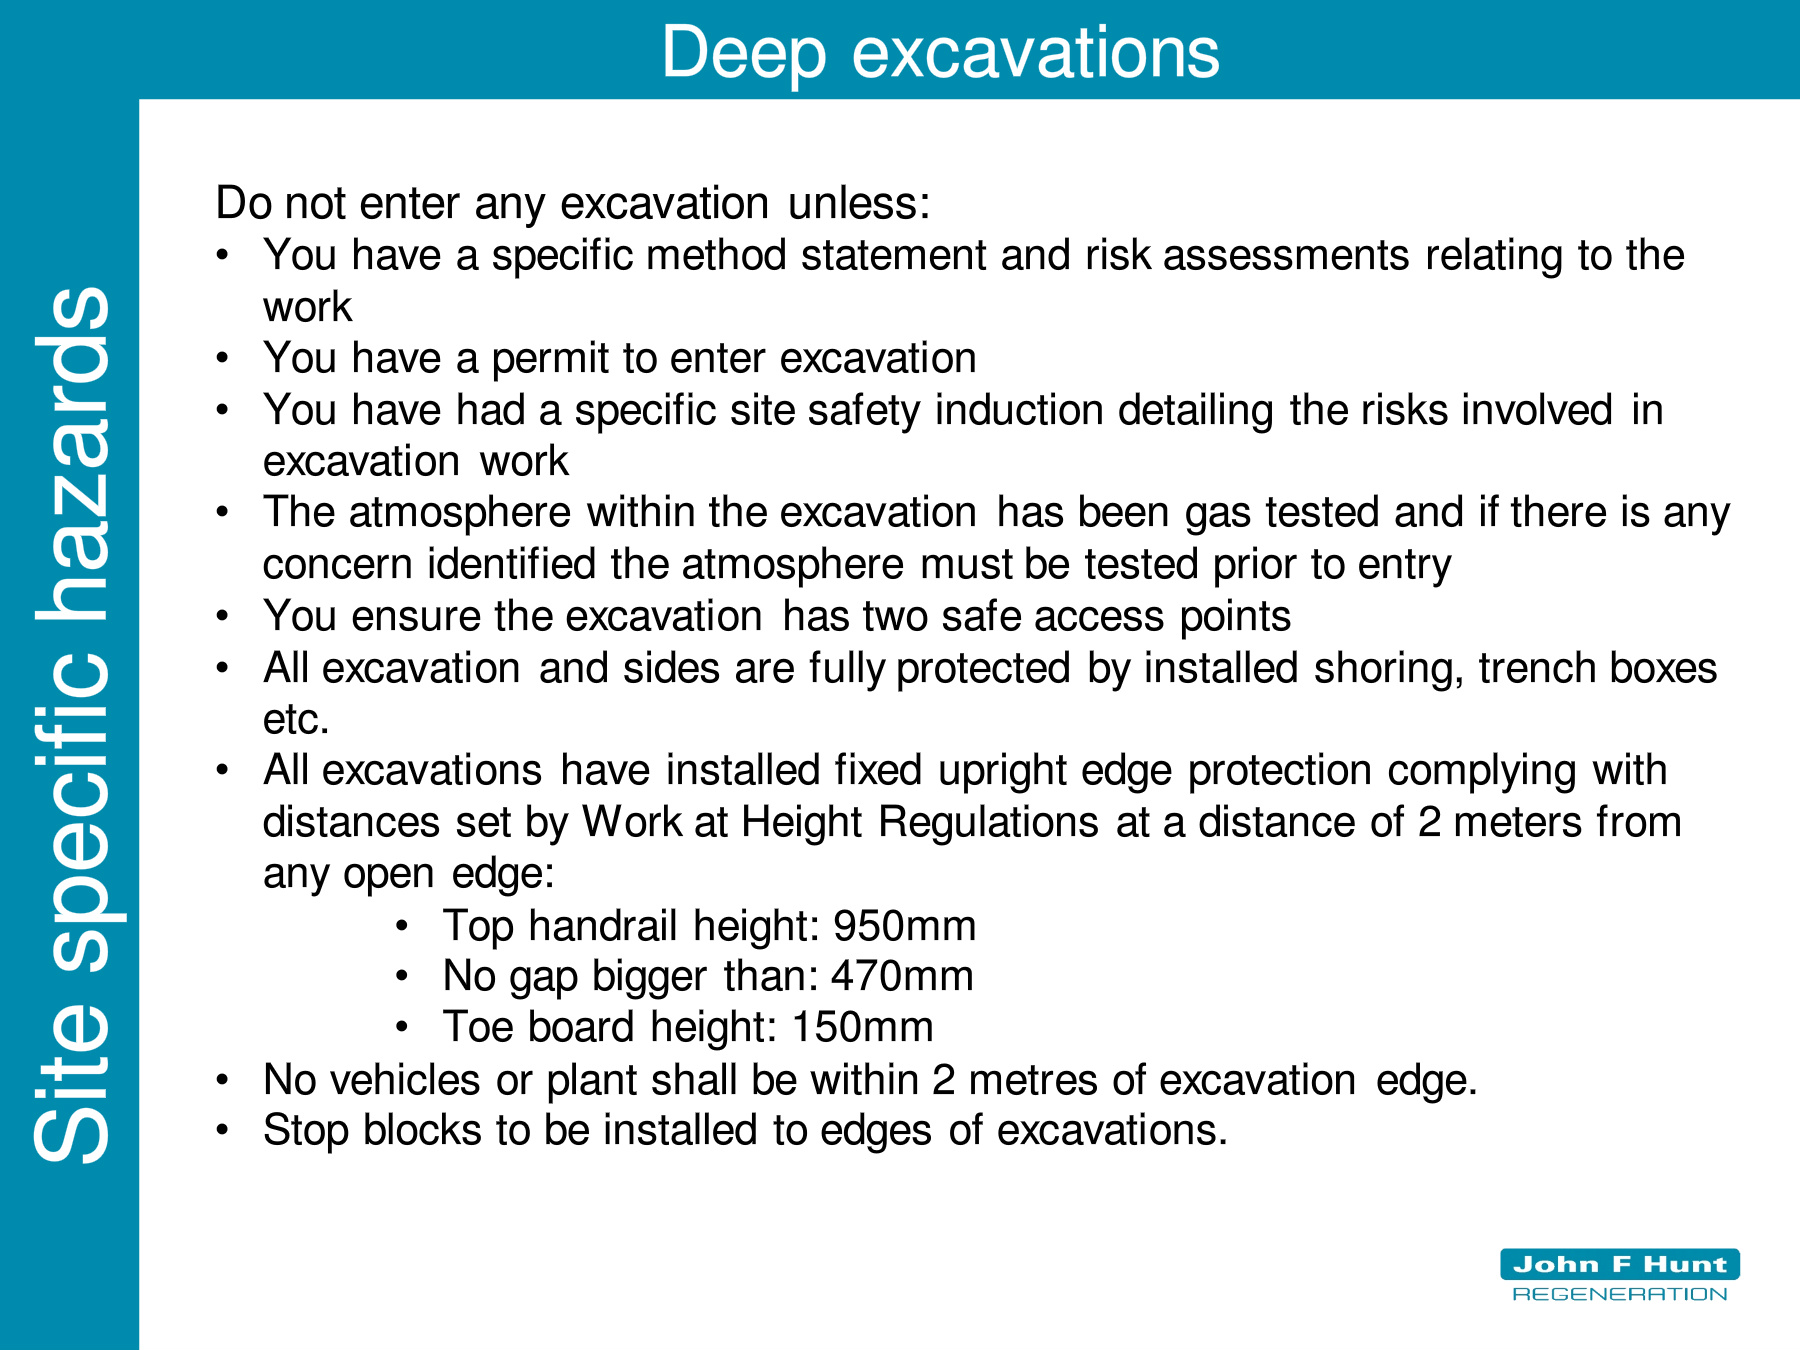 Deep excavations
Site specific hazards
Do not enter any excavation unless:
• You have a specific method statement and risk assessments relating to the
work
• You have a permit to enter excavation
• You have had a specific site safety induction detailing the risks involved in
excavation work
• The atmosphere within the excavation has been gas tested and if there is any
concern identified the atmosphere must be tested prior to entry
• You ensure the excavation has two safe access points
• All excavation and sides are fully protected by installed shoring, trench boxes
etc.
• All excavations have installed fixed upright edge protection complying with
distances set by Work at Height Regulations at a distance of 2 meters from
any open edge:
• Top handrail height: 950mm
• No gap bigger than: 470mm
• Toe board height: 150mm
• No vehicles or plant shall be within 2 metres of excavation edge.
• Stop blocks to be installed to edges of excavations.
John F Hunt
REGENERATION